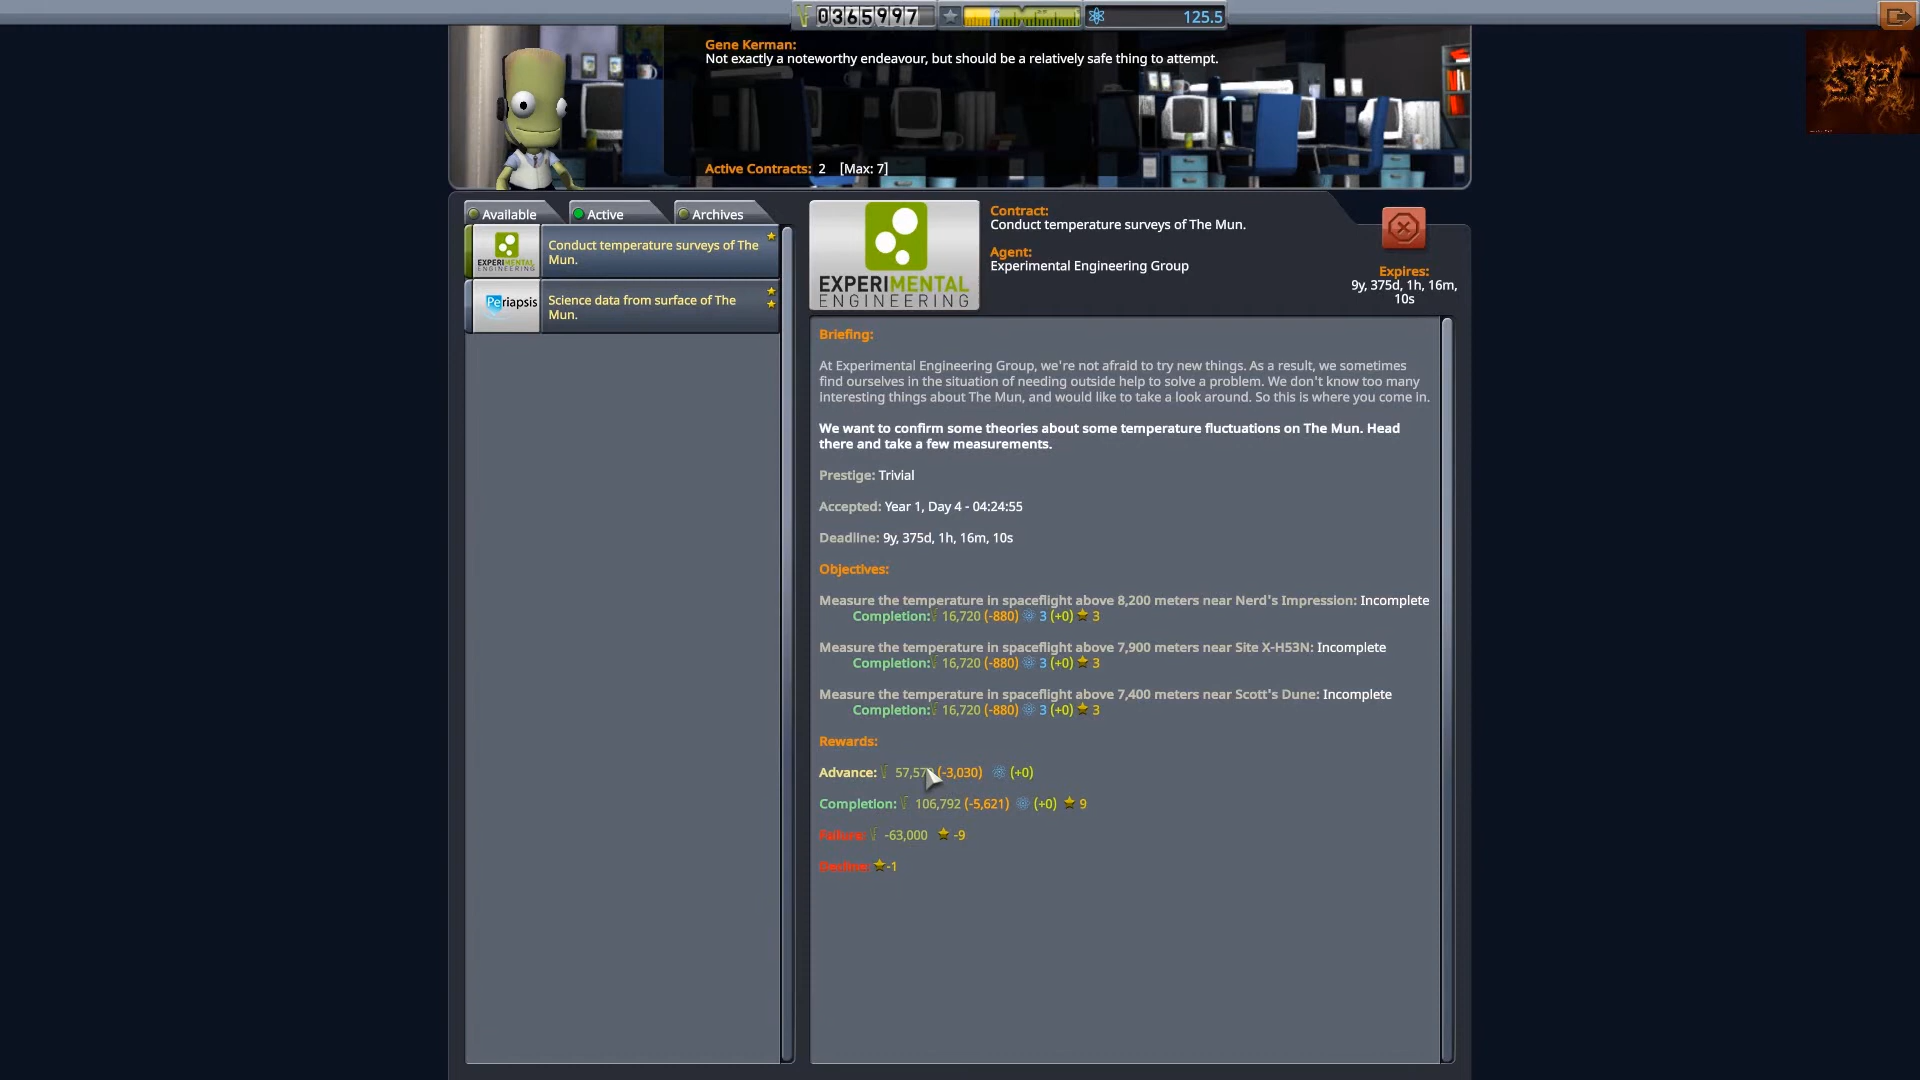 0365997
125.5
Gene Kerman:
Not exactly a noteworthy endeavour, but should be a relatively safe thing to attempt.
Active Contracts: 2 [Max: 7]
Available
Active
Archives
EXPERIMENTAL
ENGINEERING
Conduct temperature surveys of The
Mun.
Periapsis
Science data from surface of The
Mun.
EXPERIMENTAL
ENGINEERING
Contract:
Conduct temperature surveys of The Mun.
Agent:
Experimental Engineering Group
Expires:
9y, 375d, 1h, 16m,
10s
Briefing:
At Experimental Engineering Group, we're not afraid to try new things. As a result, we sometimes
find ourselves in the situation of needing outside help to solve a problem. We don't know too many
interesting things about The Mun, and would like to take a look around. So this is where you come in.
We want to confirm some theories about some temperature fluctuations on The Mun. Head
there and take a few measurements.
Prestige: Trivial
Accepted: Year 1, Day 4 - 04:24:55
Deadline: 9y, 375d, 1h, 16m, 10s
Objectives:
Measure the temperature in spaceflight above 8,200 meters near Nerd's Impression: Incomplete
Completion: 16,720 (-880) 3 (+0) 3
Measure the temperature in spaceflight above 7,900 meters near Site X-H53N: Incomplete
Completion: 16,720 (-880) 3 (+0) 3
Measure the temperature in spaceflight above 7,400 meters near Scott's Dune: Incomplete
Completion: 16,720 (-880) 3 (+0) 3
Rewards:
Advance: (-3,030) (+0)
Completion: 106,792 (-5,621) (+0) 9
Failure: -63,000 -9
Decline: -1
SP